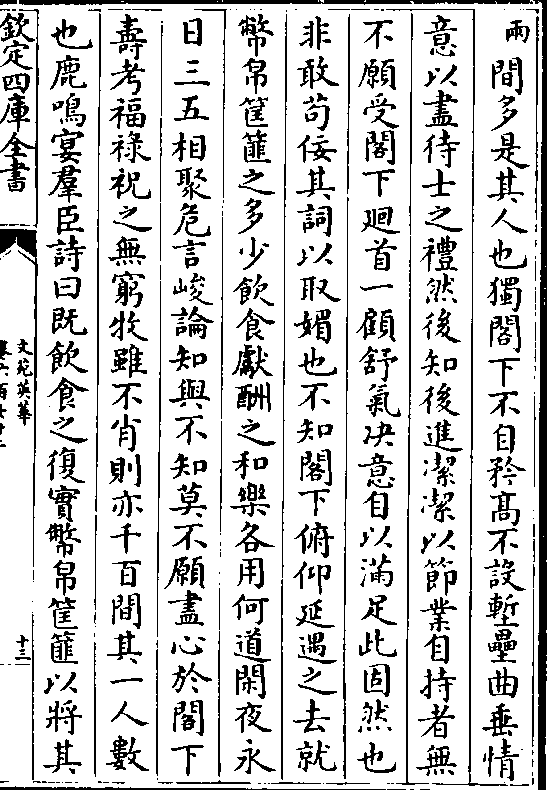 兩間多是其人也獨閣下不自矜髙不設塹壘曲垂情
意以盡待士之禮然後知後進潔潔以節業自持者無
不願受閣下廻首一顧舒氣决意自以滿足此固然也
非敢苟佞其詞以取媚也不知閣下俯仰延遇之去就
幣帛筐篚之多少飲食獻酬之和樂各用何道閑夜永
日三五相聚危言峻論知與不知莫不願盡心於閣下
壽考福祿祝之無窮牧雖不肖則亦千百間其一人數
也鹿鳴宴羣臣詩曰既飲食之復實幣帛筐篚以將其
欽定四庫全書
文苑英華
十三